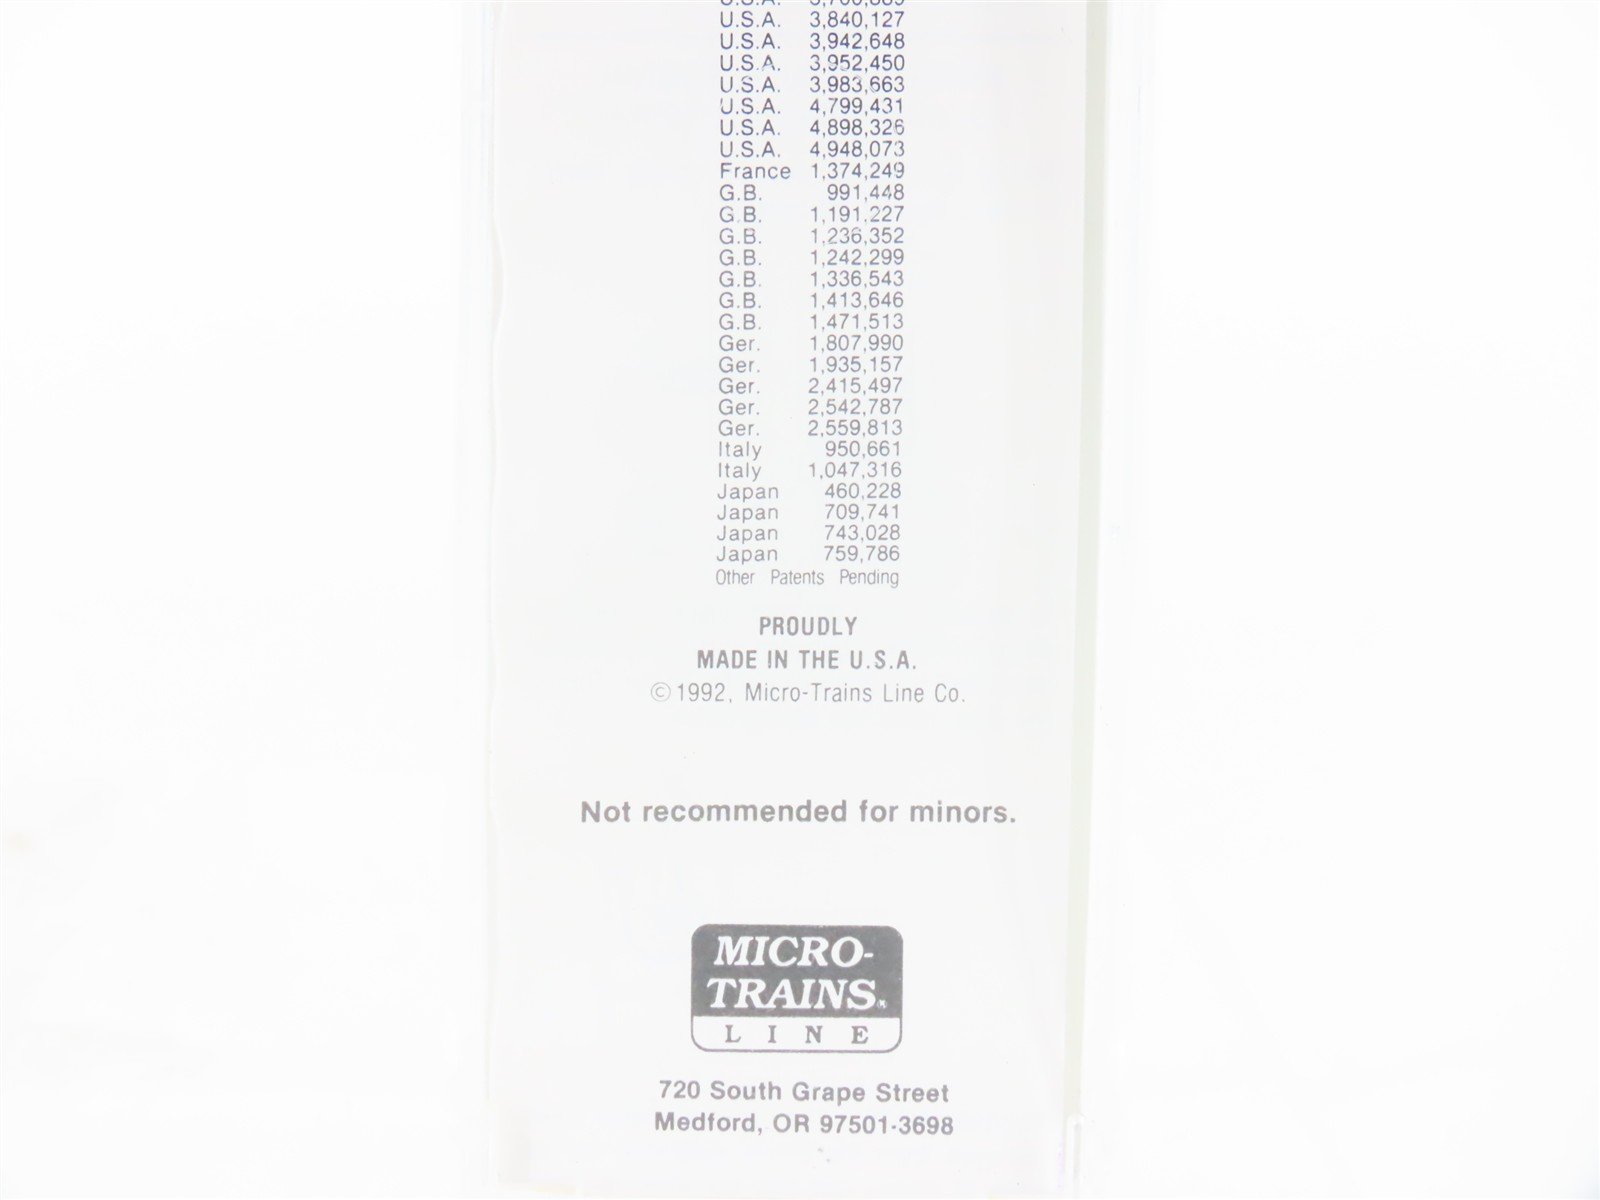 U.S.A. 3,840,127
U.S.A. 3,942,648
U.S.A. 3,952,450
U.S.A. 3,983,663
U.S.A. 4,799,431
U.S.A. 4,898,326
U.S.A. 4,948,073
France 1,374,249
G.B. 991,448
G.B. 1,191,227
G.B. 1,236,352
G.B. 1,242,299
G.B. 1,336,543
G.B. 1,413,646
G.B. 1,471,513
Ger. 1,807,990
Ger. 1,935,157
Ger. 2,415,497
Ger. 2,542,787
Ger. 2,559,813
Italy 950,661
Italy 1,047,316
Japan 460,228
Japan 709,741
Japan 743,028
Japan 759,786
Other Patents Pending
PROUDLY
MADE IN THE U.S.A.
©1992, Micro-Trains Line Co.
Not recommended for minors.
MICRO-
TRAINS®
LINE
720 South Grape Street
Medford, OR 97501-3698